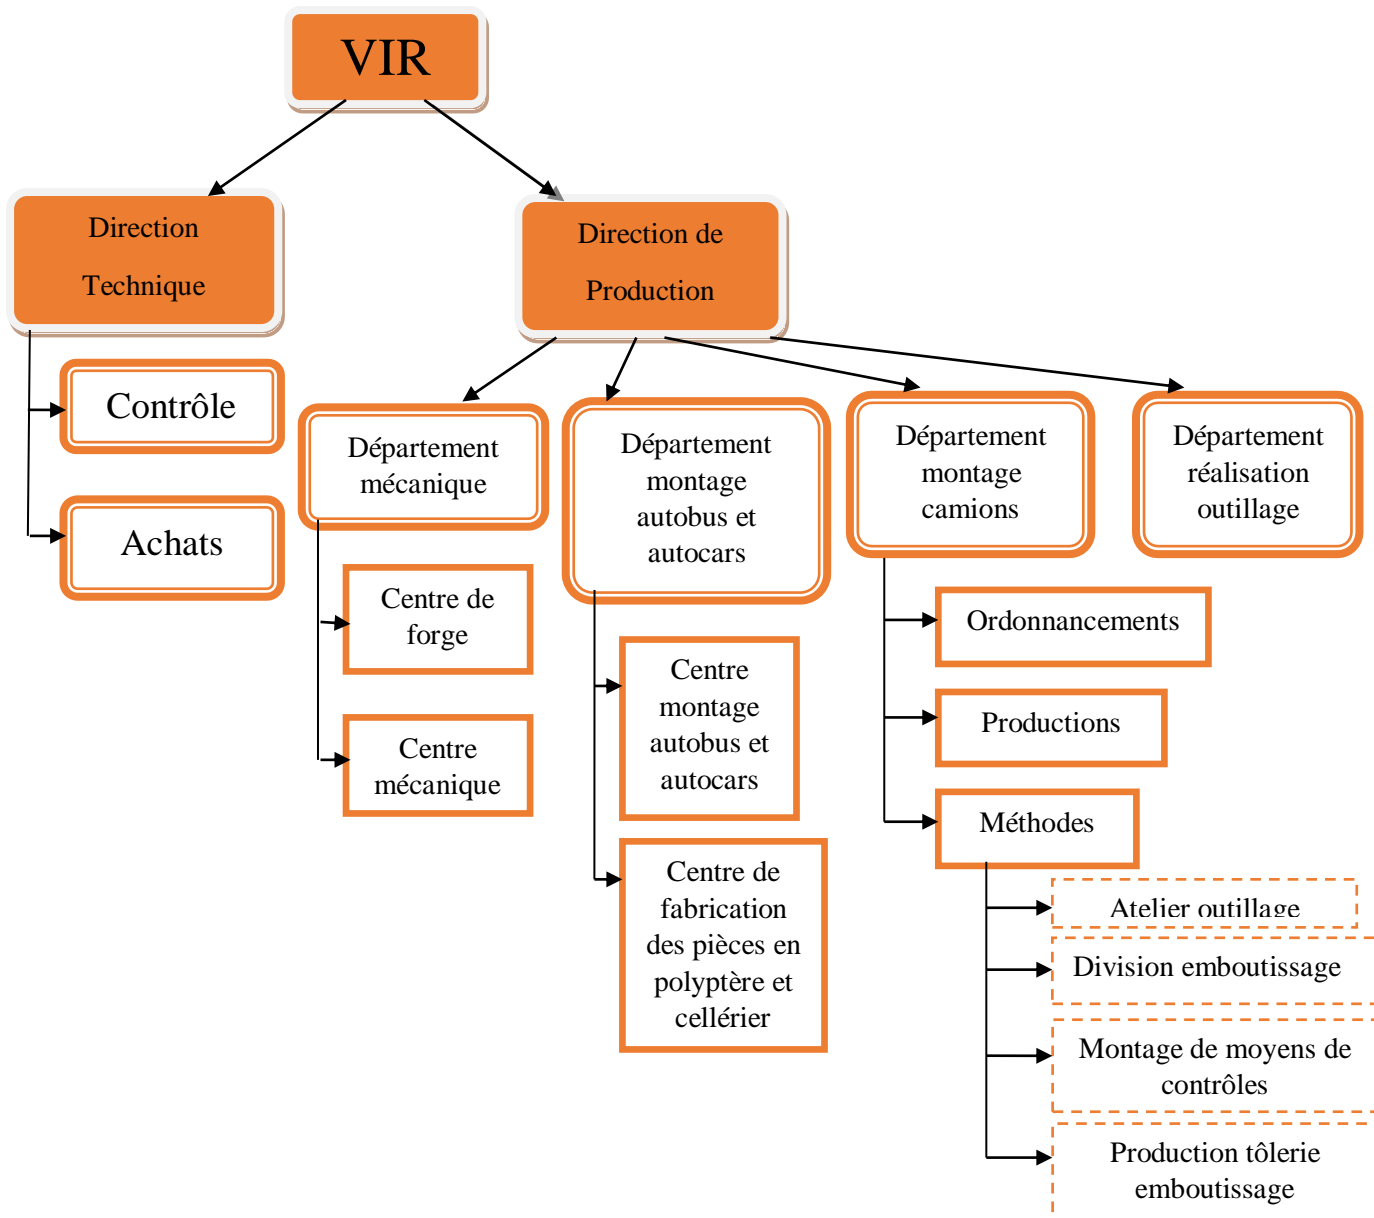 VIR
Direction
Technique
Direction de
Production
Contrôle
Achats
Département
mécanique
Centre de
forge
Centre
mécanique
Département
montage
autobus et
autocars
Centre
montage
autobus et
autocars
Centre de
fabrication
des pièces en
polyptère et
cellérier
Département
montage
camions
Ordonnancements
Productions
Méthodes
Atelier outillage
Division emboutissage
Montage de moyens de
contrôles
Production tôlerie
emboutissage
Département
réalisation
outillage